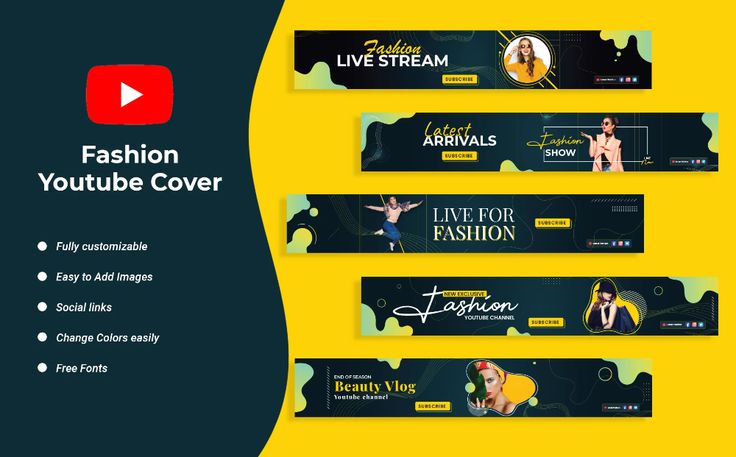 Fashion
Youtube Cover
Fully customizable
Easy to Add Images
Social links
Change Colors easily
Free Fonts
Fashion
LIVE STREAM
SUBSCRIBE
Latest
ARRIVALS
SUBSCRIBE
Fashion
SHOW
LIVE FOR
FASHION
SUBSCRIBE
NEW EXCLUSIVE
Fashion
YOUTUBE CHANNEL
SUBSCRIBE
END OF SEASON
Beauty Vlog
Youtube channel
SUBSCRIBE